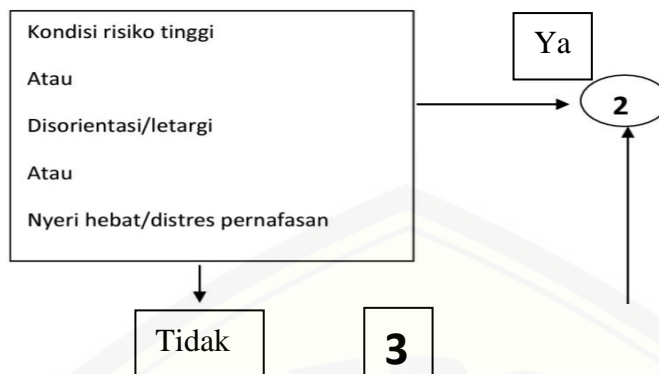 Kondisi risiko tinggi
Atau
Disorientasi/letargi
Atau
Nyeri hebat/distres pernafasan
Ya
2
Tidak
3